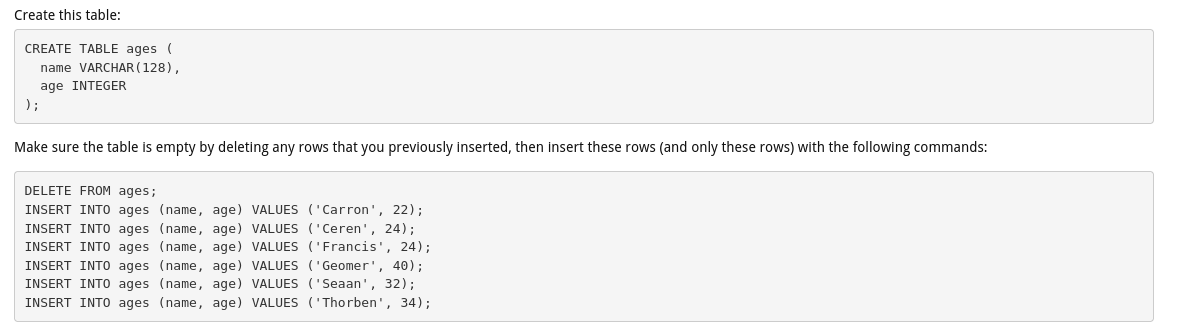 Create this table:
CREATE TABLE ages (
  name VARCHAR(128),
  age INTEGER
);
Make sure the table is empty by deleting any rows that you previously inserted, then insert these rows (and only these rows) with the following commands:
DELETE FROM ages;
INSERT INTO ages (name, age) VALUES ('Carron', 22);
INSERT INTO ages (name, age) VALUES ('Ceren', 24);
INSERT INTO ages (name, age) VALUES ('Francis', 24);
INSERT INTO ages (name, age) VALUES ('Geomer', 40);
INSERT INTO ages (name, age) VALUES ('Seaan', 32);
INSERT INTO ages (name, age) VALUES ('Thorben', 34);